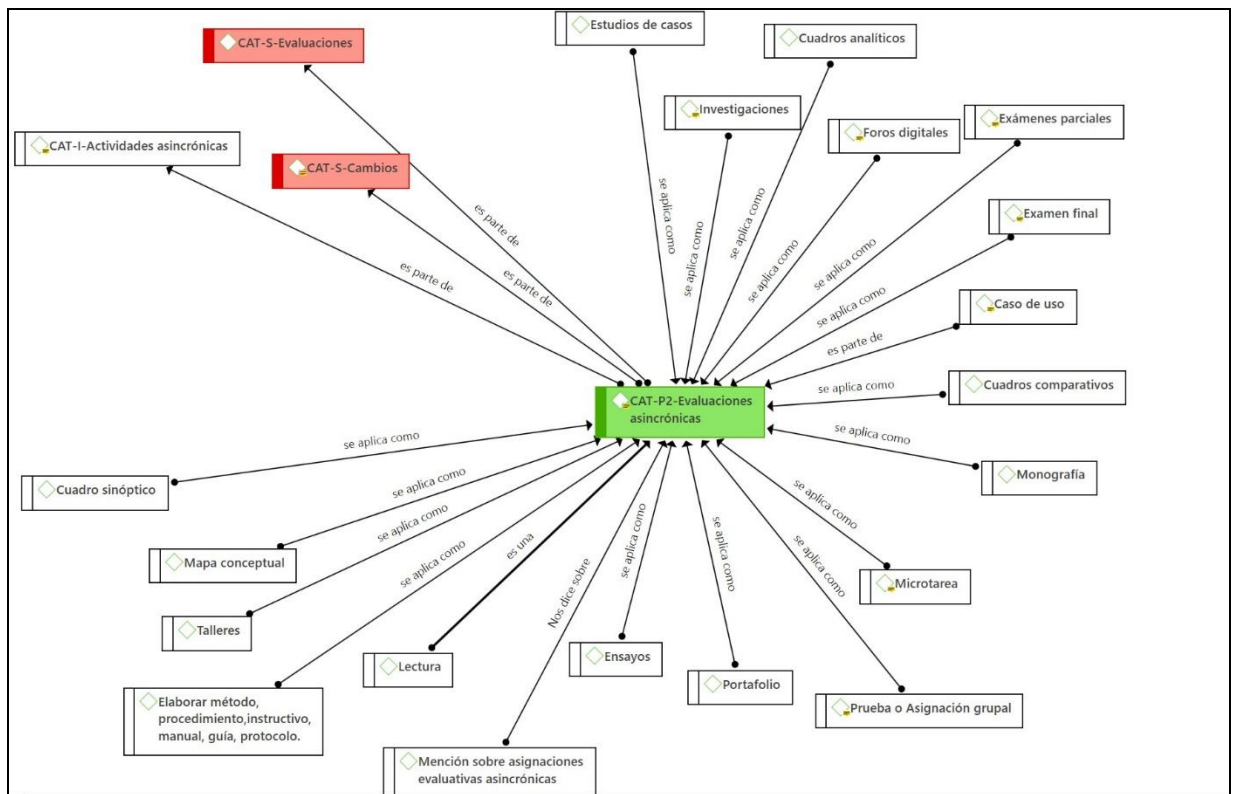 Estudios de casos
CAT-S-Evaluaciones
Cuadros analíticos
Investigaciones
Exámenes parciales
Foros digitales
CAT-I-Actividades asincrónicas
CAT-S-Cambios
se aplica como
se aplica como
se aplica como
se aplica como
se aplica como
Examen final
es parte de
es parte de
es parte de
se aplica como
Caso de uso
es parte de
Cuadros comparativos
se aplica como
CAT-P2-Evaluaciones
asincrónicas
se aplica como
se aplica como
Monografía
Cuadro sinóptico
se aplica como
se aplica como
se aplica como
es una
Nos dice sobre
se aplica como
se aplica como
se aplica como
se aplica como
Mapa conceptual
Microtarea
Talleres
Lectura
Ensayos
Portafolio
Elaborar método,
procedimiento,instructivo,
manual, guía, protocolo.
Prueba o Asignación grupal
Mención sobre asignaciones
evaluativas asincrónicas